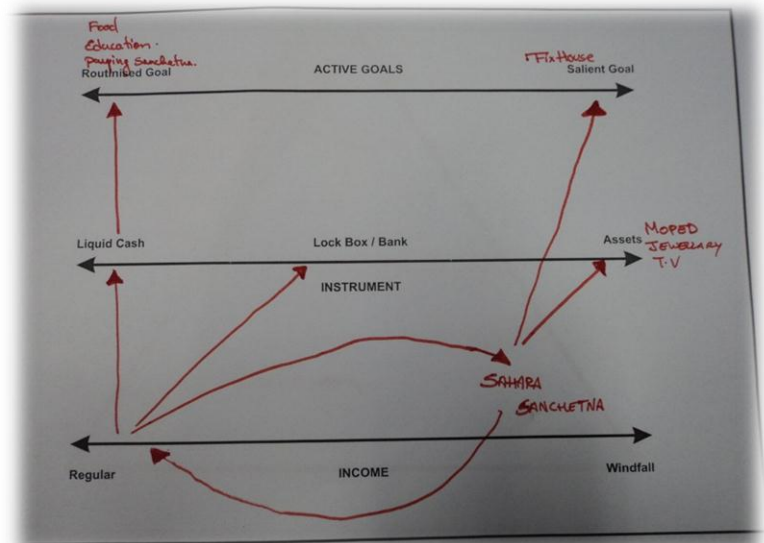 Food
Education.
paying Sanchetna.
Routinised Goal
ACTIVE GOALS
Fix House
Salient Goal
Liquid Cash
Lock Box / Bank
Assets
MOPED
JEWELLARY
T.V
INSTRUMENT
SAHARA
SANCHETNA
Regular
INCOME
Windfall